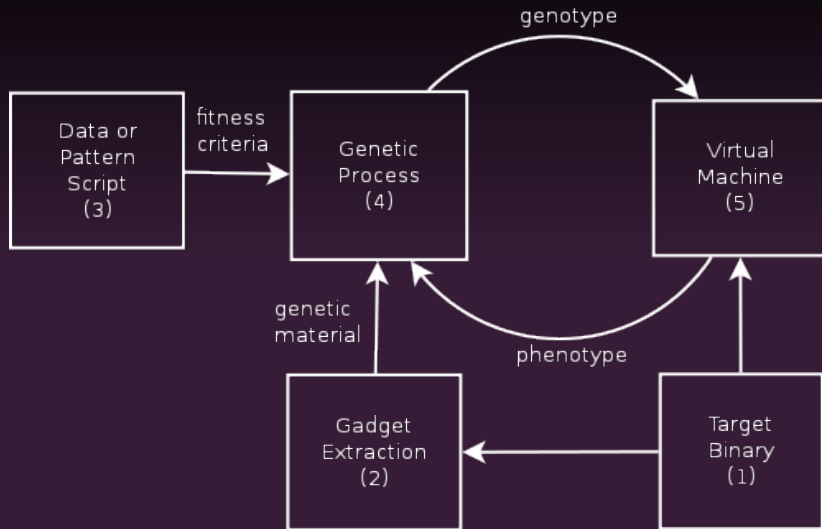 genotype
Data or
Pattern
Script
(3)
fitness
criteria
Genetic
Process
(4)
Virtual
Machine
(5)
genetic
material
phenotype
Gadget
Extraction
(2)
Target
Binary
(1)